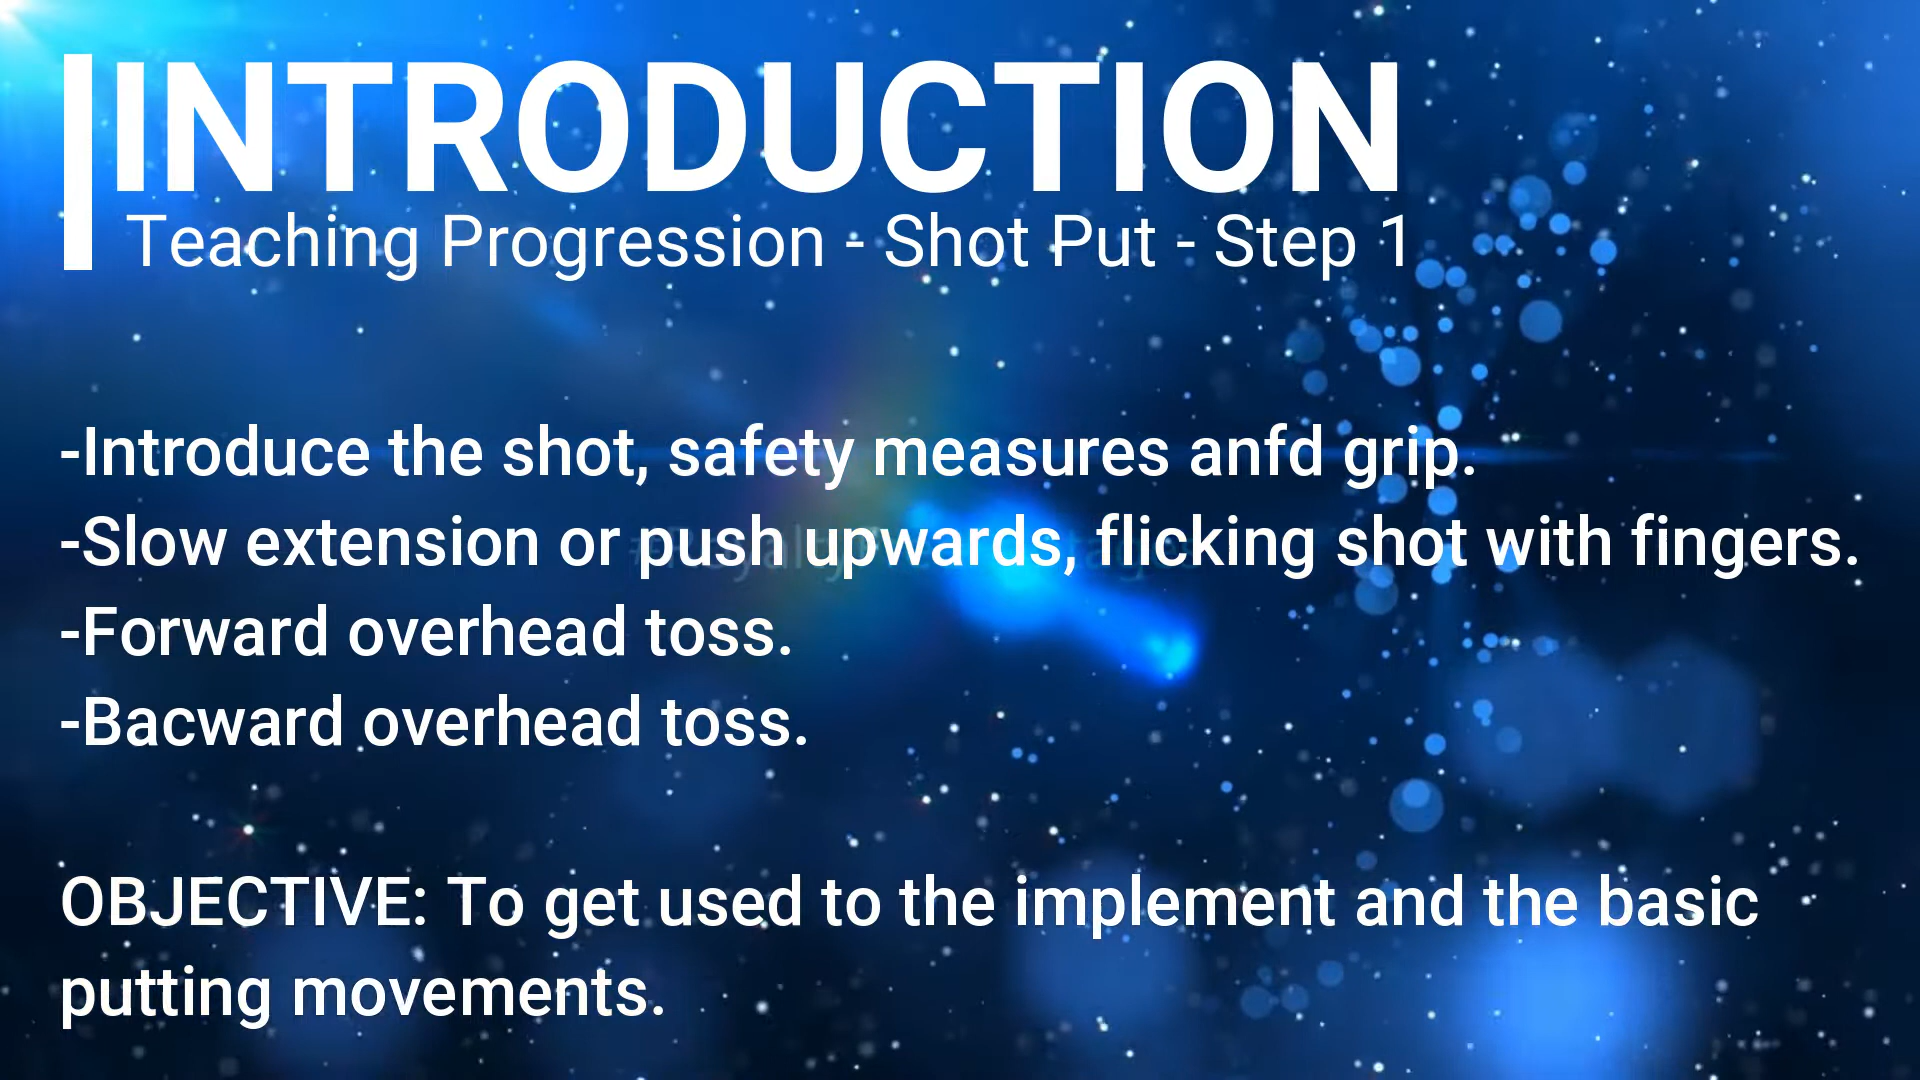 INTRODUCTION
Teaching Progression - Shot Put - Step 1
-Introduce the shot, safety measures anfd grip.
-Slow extension or push upwards, flicking shot with fingers.
-Forward overhead toss.
-Bacward overhead toss.
OBJECTIVE: To get used to the implement and the basic
putting movements.